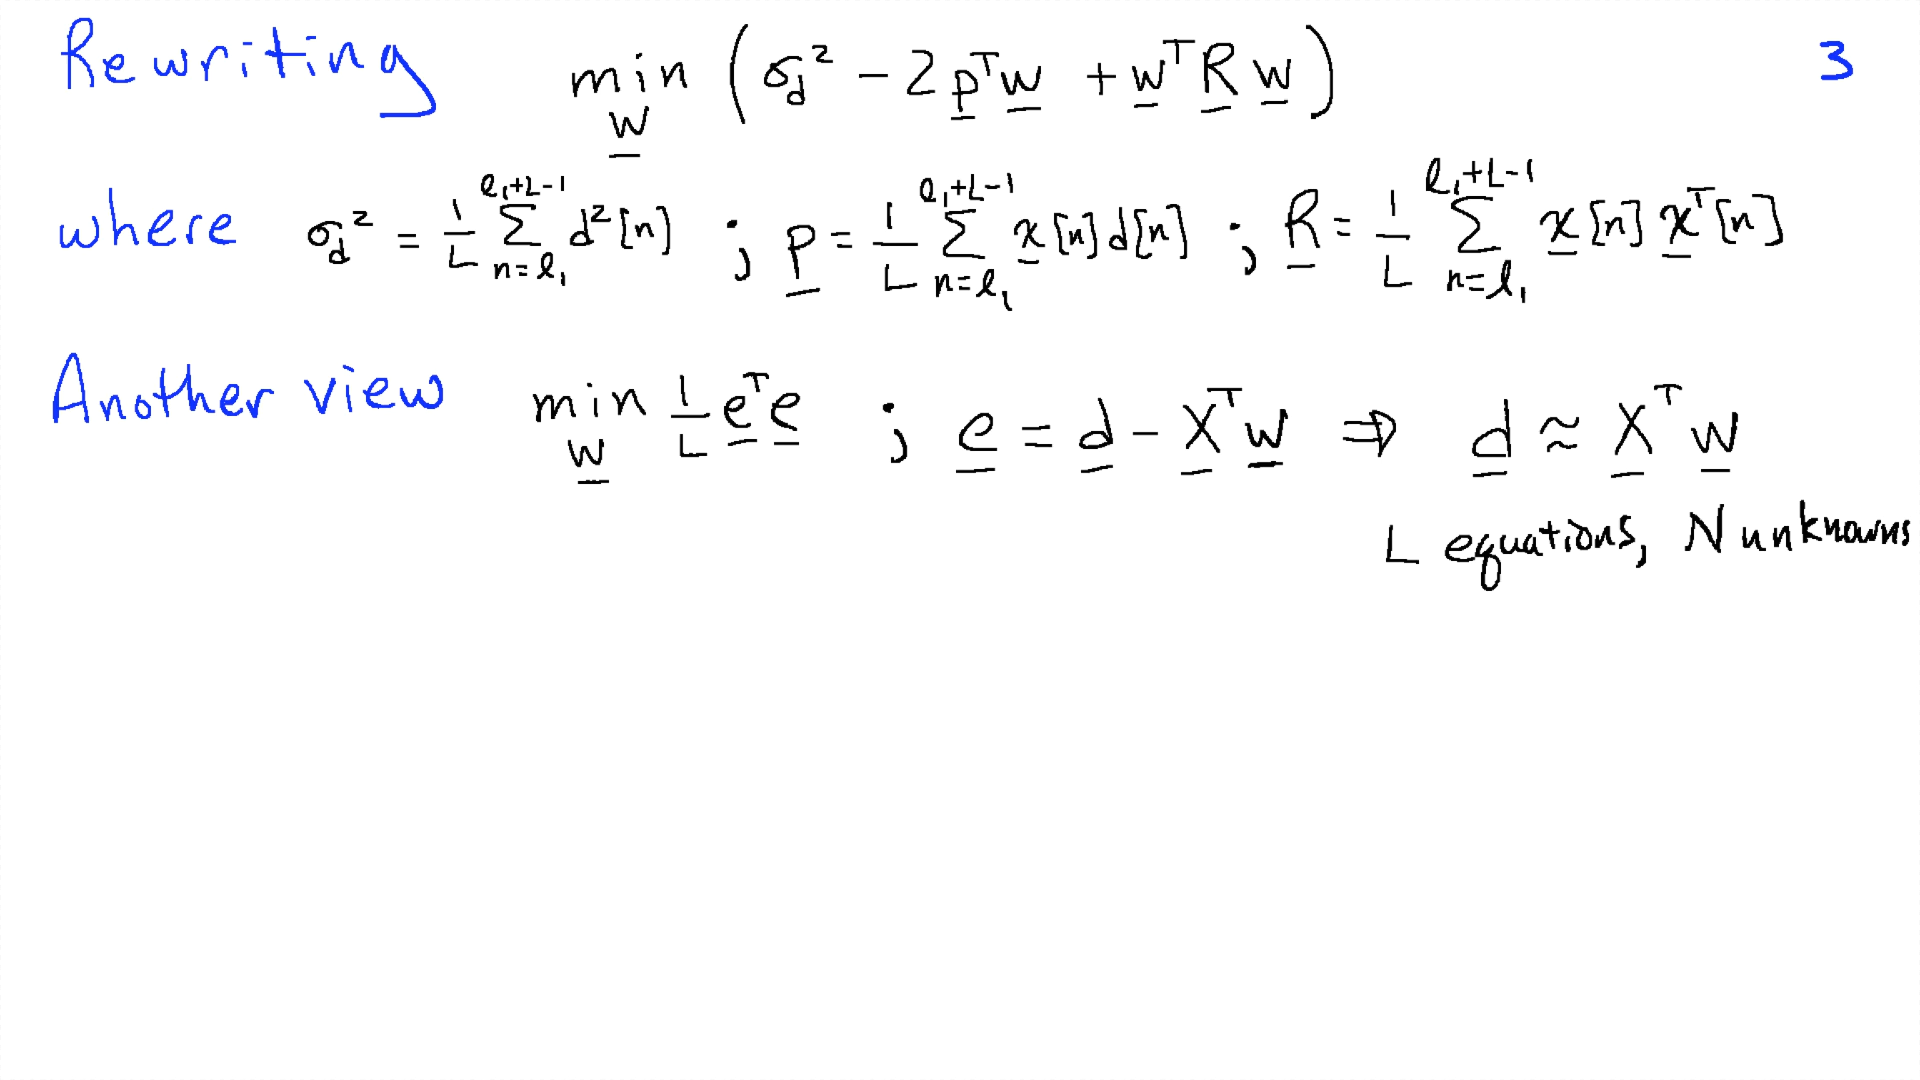 Rewriting min_w (σ_d² − 2 p^T w + w^T R w) 3
where σ_d² = 1/L Σ_{n=ℓ₁}^{ℓ₁+L−1} d²[n] ; p = 1/L Σ_{n=ℓ₁}^{ℓ₁+L−1} x[n] d[n] ; R = 1/L Σ_{n=ℓ₁}^{ℓ₁+L−1} x[n] x^T[n]
Another view min_w 1/L e^T e ; e = d − X^T w ⇒ d ≈ X^T w
L equations, N unknowns